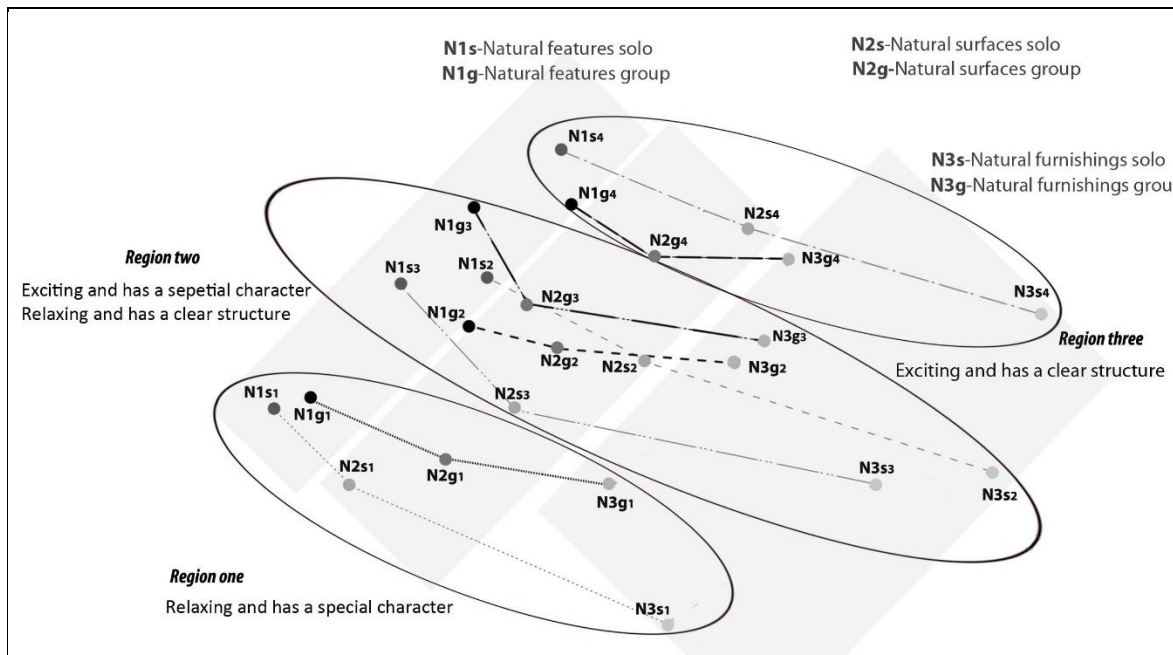 N1s-Natural features solo
N1g-Natural features group
N2s-Natural surfaces solo
N2g-Natural surfaces group
N3s-Natural furnishings solo
N3g-Natural furnishings group
N1s4
N1g4
N2s4
N2g4
N3g4
N3s4
N1g3
N1s3
N1s2
N2g3
N1g2
N2g2
N2s2
N3g3
N3g2
N2s3
N3s3
N3s2
Region two
Exciting and has a sepetial character
Relaxing and has a clear structure
Region three
Exciting and has a clear structure
N1s1
N1g1
N2s1
N2g1
N3g1
N3s1
Region one
Relaxing and has a special character